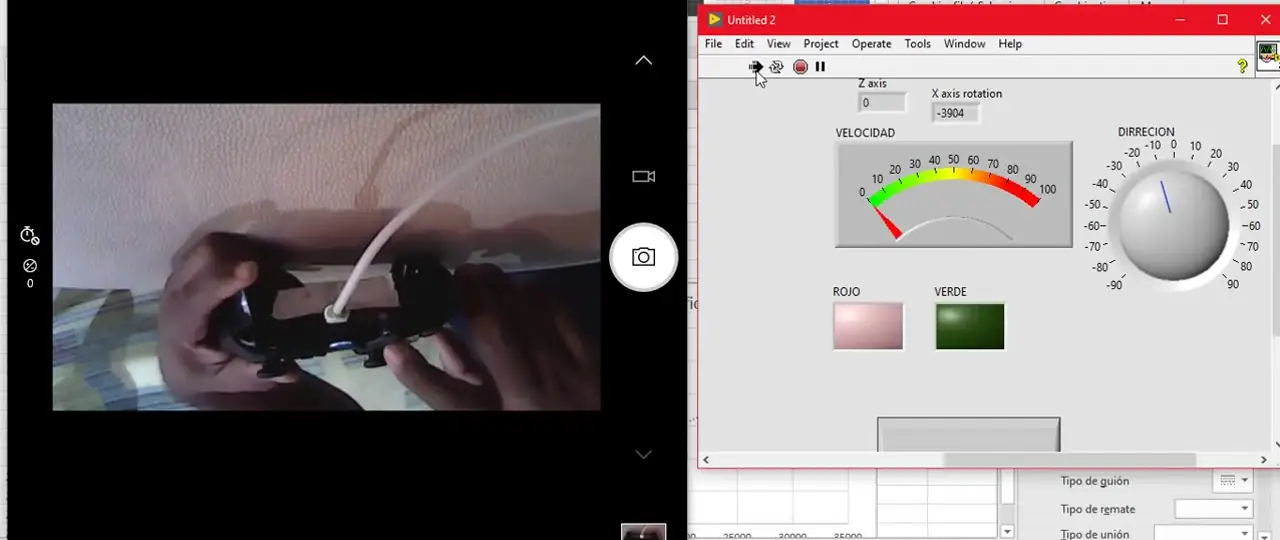 0
Untitled 2
File Edit View Project Operate Tools Window Help
Z axis
0
X axis rotation
-3904
VELOCIDAD
0 10 20 30 40 50 60 70 80 90 100
DIRRECION
-90 -80 -70 -60 -50 -40 -30 -20 -10 0 10 20 30 40 50 60 70 80 90
ROJO
VERDE
25000 30000 35000
Tipo de guión
Tipo de remate
Tipo de unión